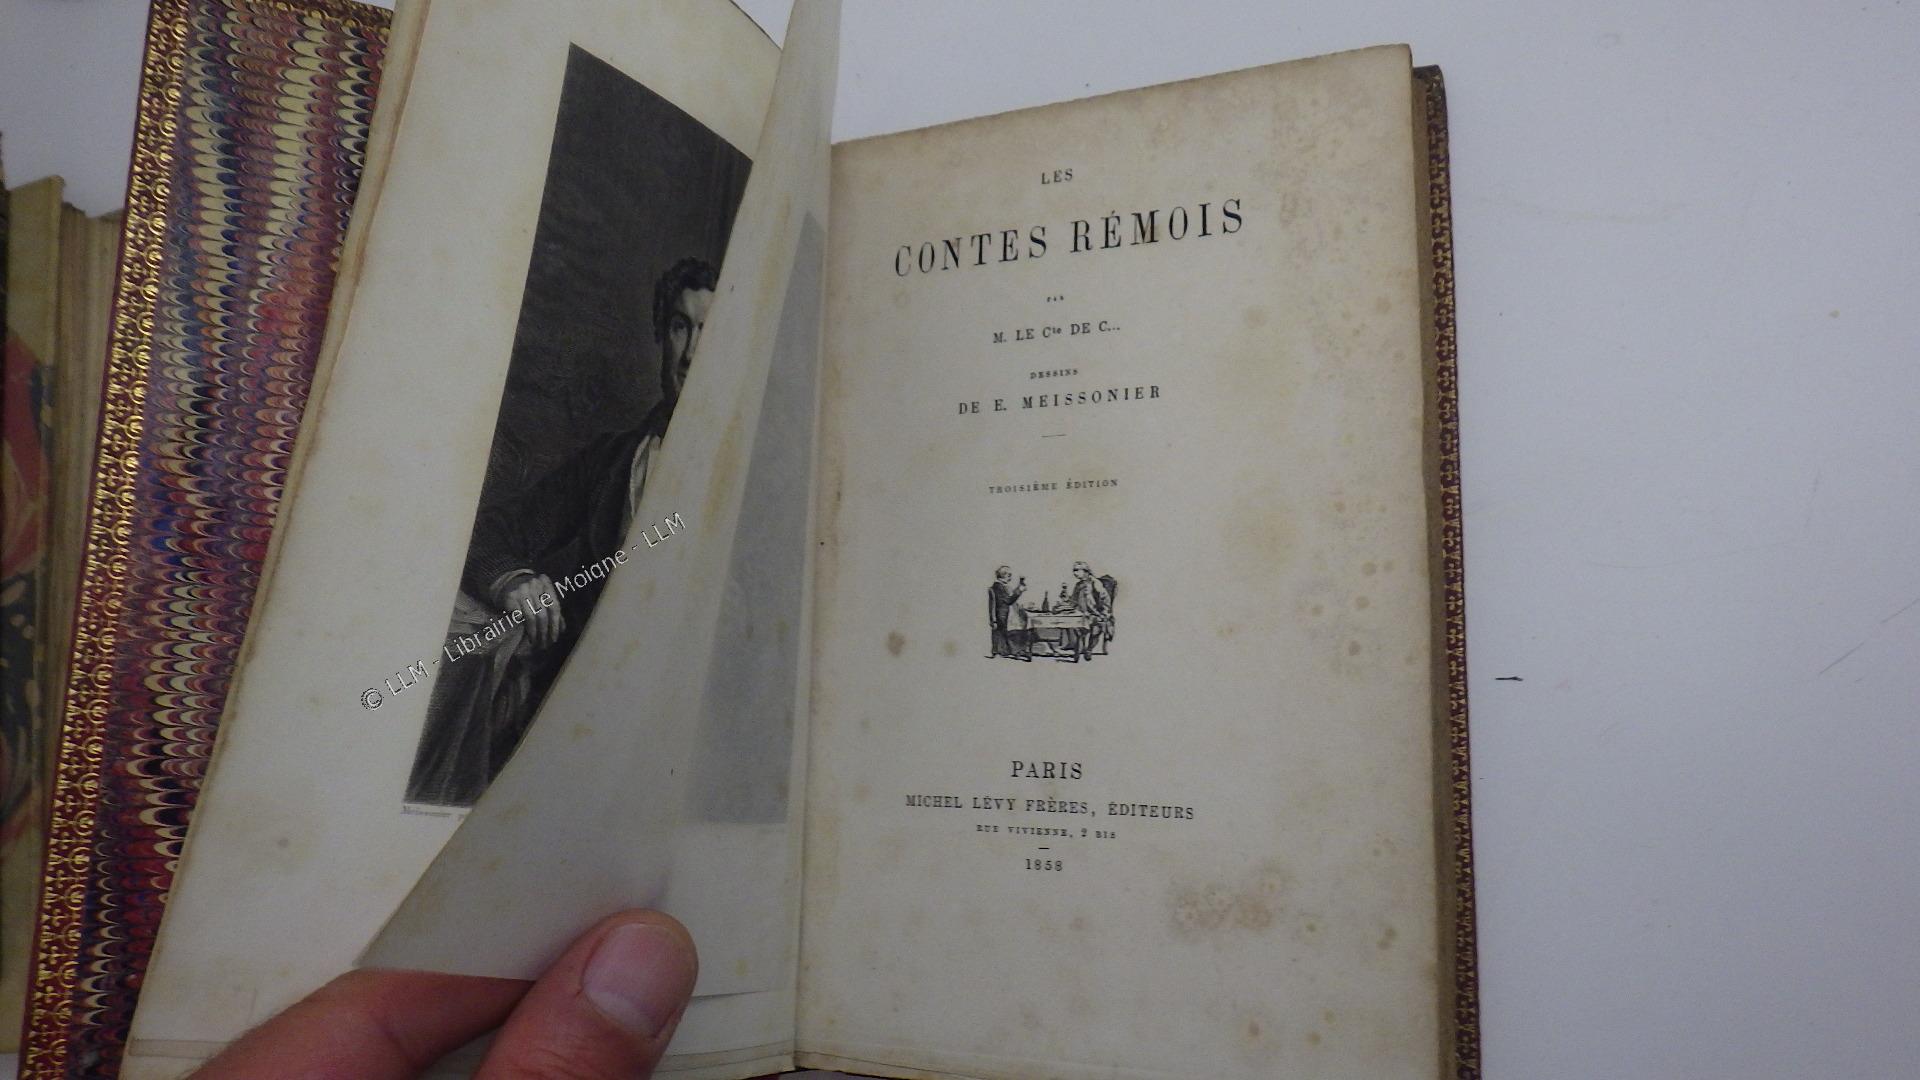 LES
CONTES RÉMOIS
PAR
M. LE Cte DE C...
DESSINS
DE E. MEISSONIER
TROISIÈME ÉDITION
PARIS
MICHEL LÉVY FRÈRES, ÉDITEURS
RUE VIVIENNE, 2 BIS
1858
Meissonier
© LLM - Librairie Le Moigne - LLM